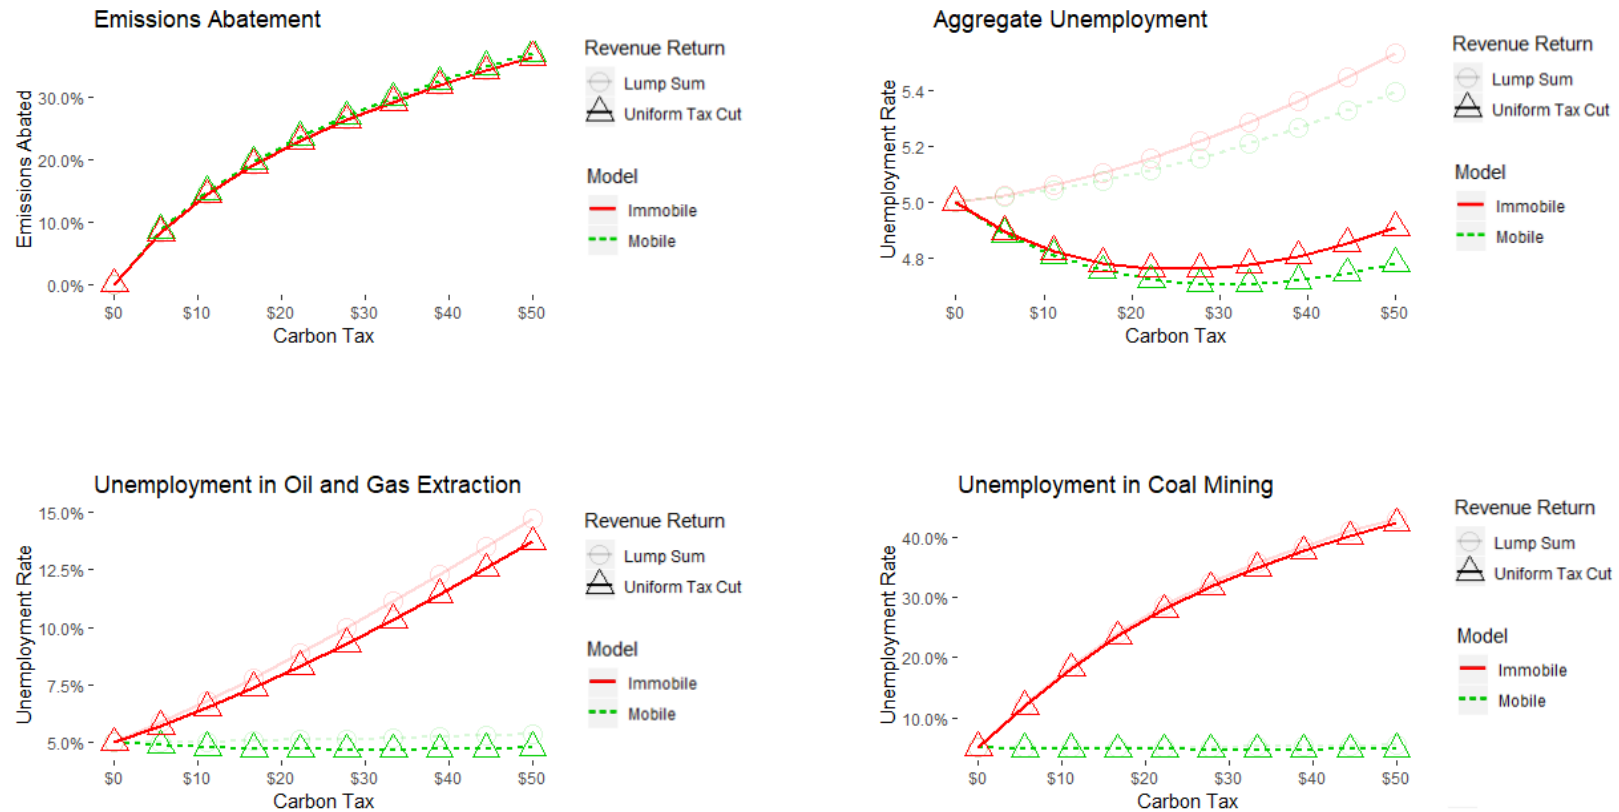 Emissions Abatement
Emissions Abated
30.0%
20.0%
10.0%
0.0%
$0 $10 $20 $30 $40 $50
Carbon Tax
Revenue Return
Lump Sum
Uniform Tax Cut
Model
Immobile
Mobile
Aggregate Unemployment
Unemployment Rate
5.4
5.2
5.0
4.8
$0 $10 $20 $30 $40 $50
Carbon Tax
Revenue Return
Lump Sum
Uniform Tax Cut
Model
Immobile
Mobile
Unemployment in Oil and Gas Extraction
Unemployment Rate
15.0%
12.5%
10.0%
7.5%
5.0%
$0 $10 $20 $30 $40 $50
Carbon Tax
Revenue Return
Lump Sum
Uniform Tax Cut
Model
Immobile
Mobile
Unemployment in Coal Mining
Unemployment Rate
40.0%
30.0%
20.0%
10.0%
$0 $10 $20 $30 $40 $50
Carbon Tax
Revenue Return
Lump Sum
Uniform Tax Cut
Model
Immobile
Mobile